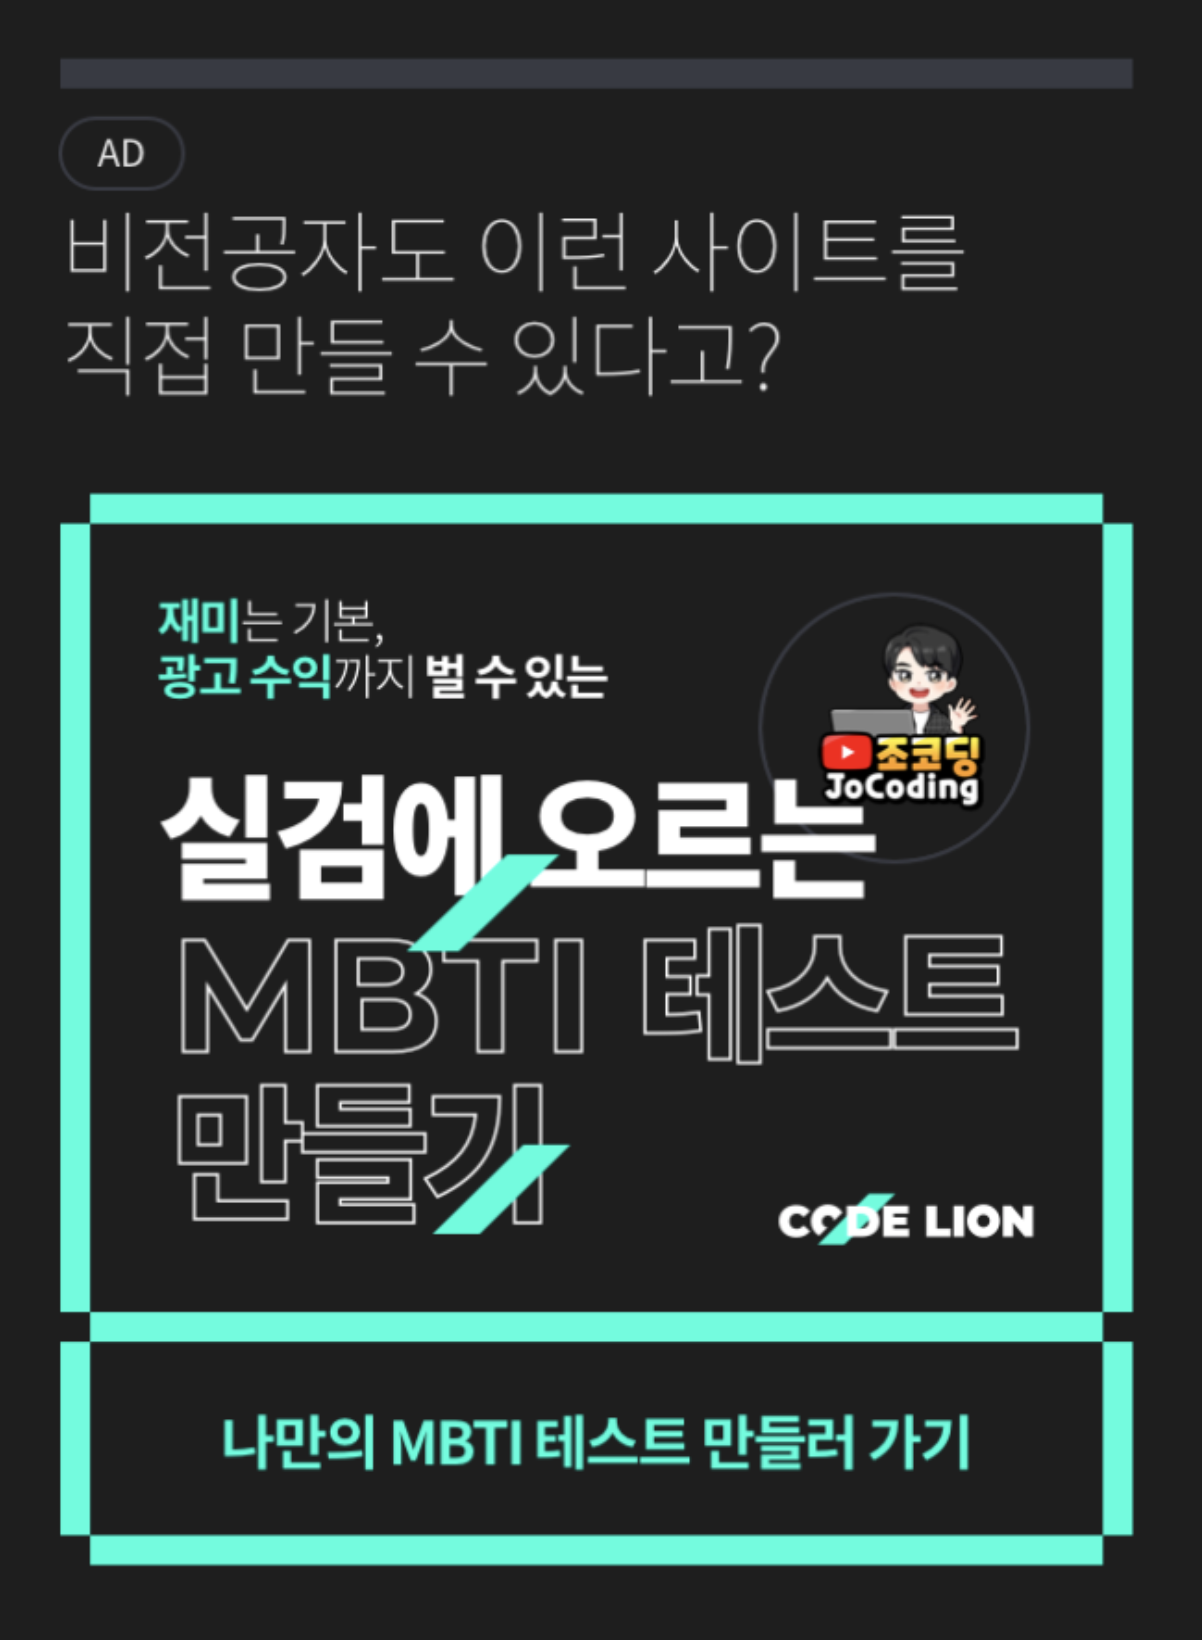 AD
비전공자도 이런 사이트를
직접 만들 수 있다고?
재미는 기본,
광고 수익까지 벌 수 있는
조코딩
JoCoding
실검에 오르는
MBTI 테스트
만들기
CODE LION
나만의 MBTI 테스트 만들러 가기